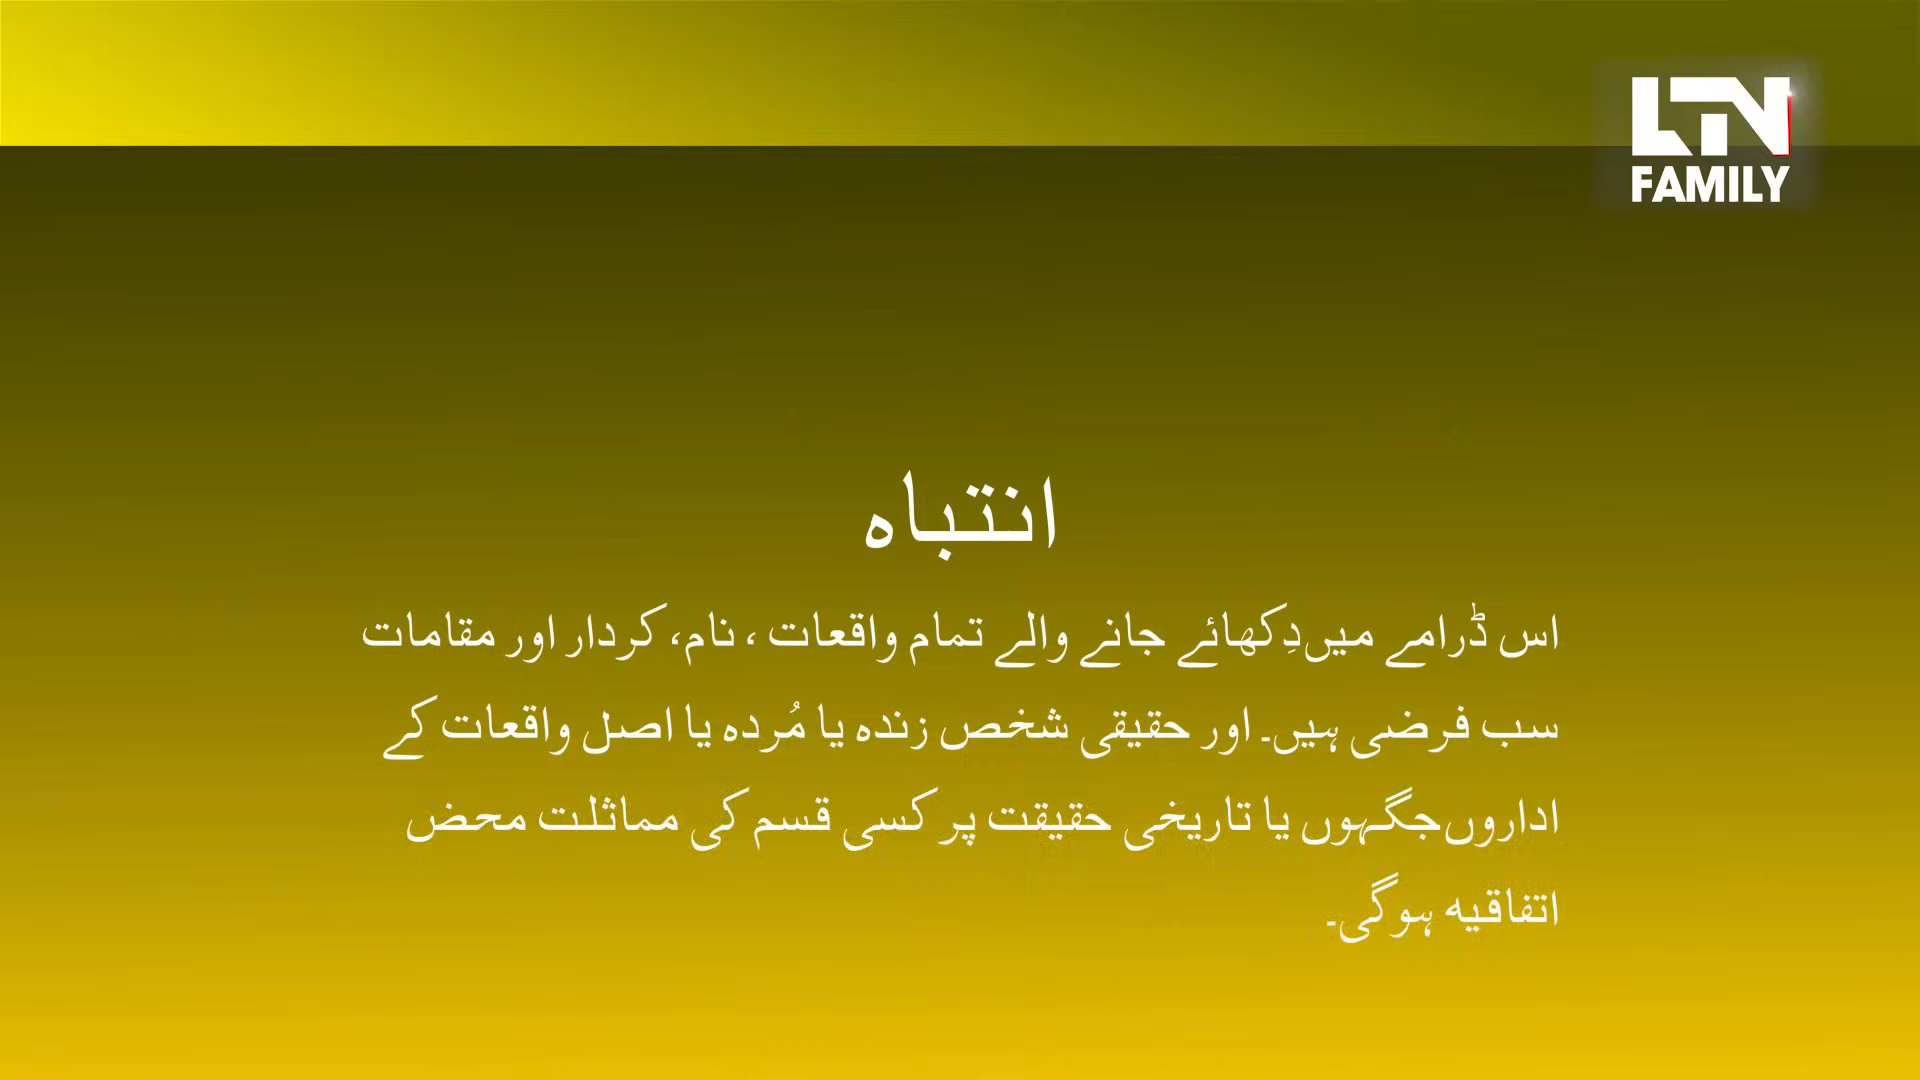 LTN
FAMILY
انتباہ
اس ڈرامے میں دِکھائے جانے والے تمام واقعات ، نام، کردار اور مقامات
سب فرضی ہیں۔ اور حقیقی شخص زندہ یا مُردہ یا اصل واقعات کے
اداروں جگہوں یا تاریخی حقیقت پر کسی قسم کی مماثلت محض
اتفاقیہ ہوگی۔